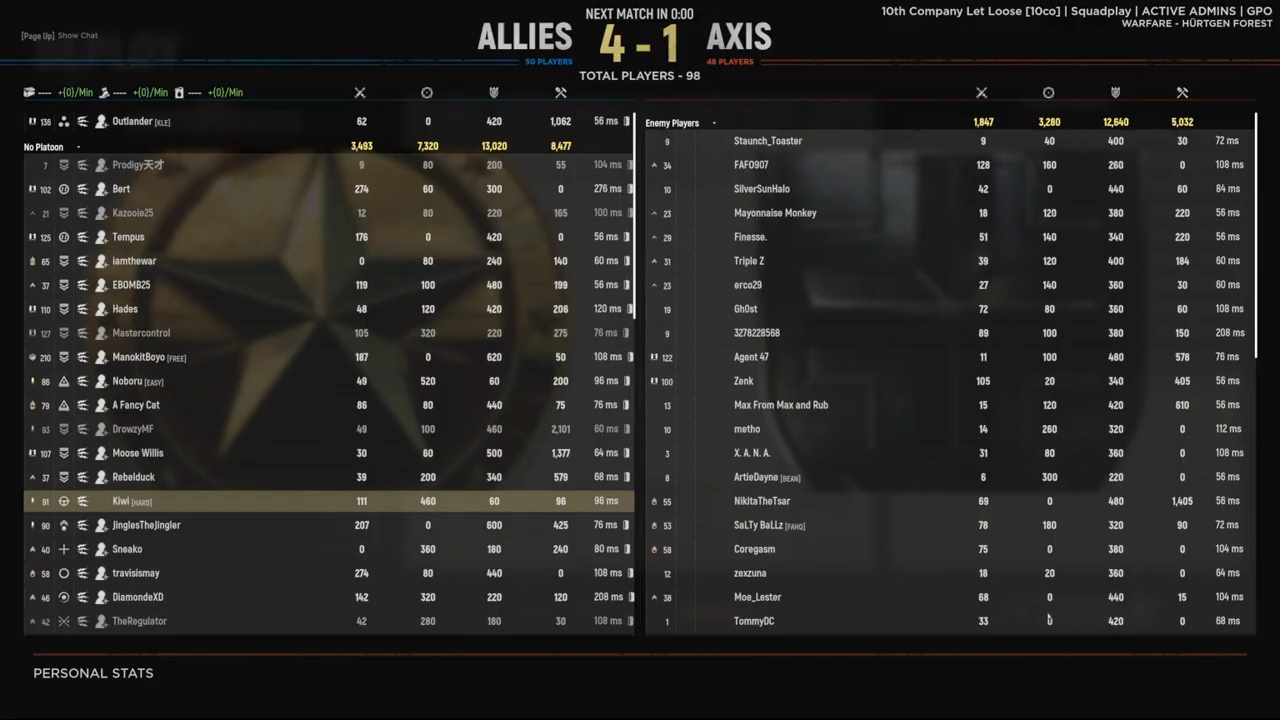 NEXT MATCH IN 0:00
ALLIES 4 - 1 AXIS
50 PLAYERS 48 PLAYERS
TOTAL PLAYERS - 98
10th Company Let Loose [10co] | Squadplay | ACTIVE ADMINS | GPO
WARFARE - HÜRTGEN FOREST
[Page Up] Show Chat
---- +(0)/Min ---- +(0)/Min ---- +(0)/Min
136 Outlander [KLE] 62 0 420 1,062 56 ms
No Platoon - 3,493 7,320 13,020 8,477
7 Prodigy天才 9 80 200 55 104 ms
102 Bert 274 60 300 0 276 ms
21 Kazooie25 12 80 220 165 100 ms
125 Tempus 176 0 420 0 56 ms
65 iamthewar 0 80 240 140 60 ms
37 EBOMB25 119 100 480 199 56 ms
110 Hades 48 120 420 206 120 ms
127 Mastercontrol 105 320 220 275 76 ms
210 ManokitBoyo [FREE] 187 0 620 50 108 ms
86 Noboru [EASY] 49 520 60 200 96 ms
79 A Fancy Cat 86 80 440 75 76 ms
93 DrowzyMF 49 100 460 2,101 60 ms
107 Moose Willis 30 60 500 1,377 64 ms
37 Rebelduck 39 200 340 579 68 ms
91 Kiwi [HARD] 111 460 60 96 96 ms
90 JinglesTheJingler 207 0 600 425 76 ms
40 Sneako 0 360 180 240 80 ms
58 travisismay 274 80 440 0 108 ms
46 DiamondeXD 142 320 220 120 208 ms
42 TheRegulator 42 280 180 30 108 ms
Enemy Players - 1,847 3,280 12,640 5,032
9 Staunch_Toaster 9 40 400 30 72 ms
34 FAFO907 128 160 260 0 108 ms
10 SilverSunHalo 42 0 440 60 84 ms
23 Mayonnaise Monkey 18 120 380 220 56 ms
29 Finesse. 51 140 340 220 56 ms
31 Triple Z 39 120 400 184 60 ms
23 erco29 27 140 360 30 60 ms
19 Gh0st 72 80 360 60 108 ms
9 3278228568 89 100 380 150 208 ms
122 Agent 47 11 100 480 578 76 ms
100 Zenk 105 20 340 405 56 ms
13 Max From Max and Rub 15 120 420 610 56 ms
10 metho 14 260 320 0 112 ms
3 X. A. N. A. 31 80 360 0 108 ms
8 ArtieDayne [BEAN] 6 300 220 0 56 ms
55 NikitaTheTsar 69 0 480 1,405 56 ms
53 SaLTy BaLLz [FAHQ] 78 180 320 90 72 ms
58 Coregasm 75 0 380 0 104 ms
12 zexzuna 18 20 360 0 64 ms
38 Moe_Lester 68 0 440 15 104 ms
1 TommyDC 33 0 420 0 68 ms
PERSONAL STATS